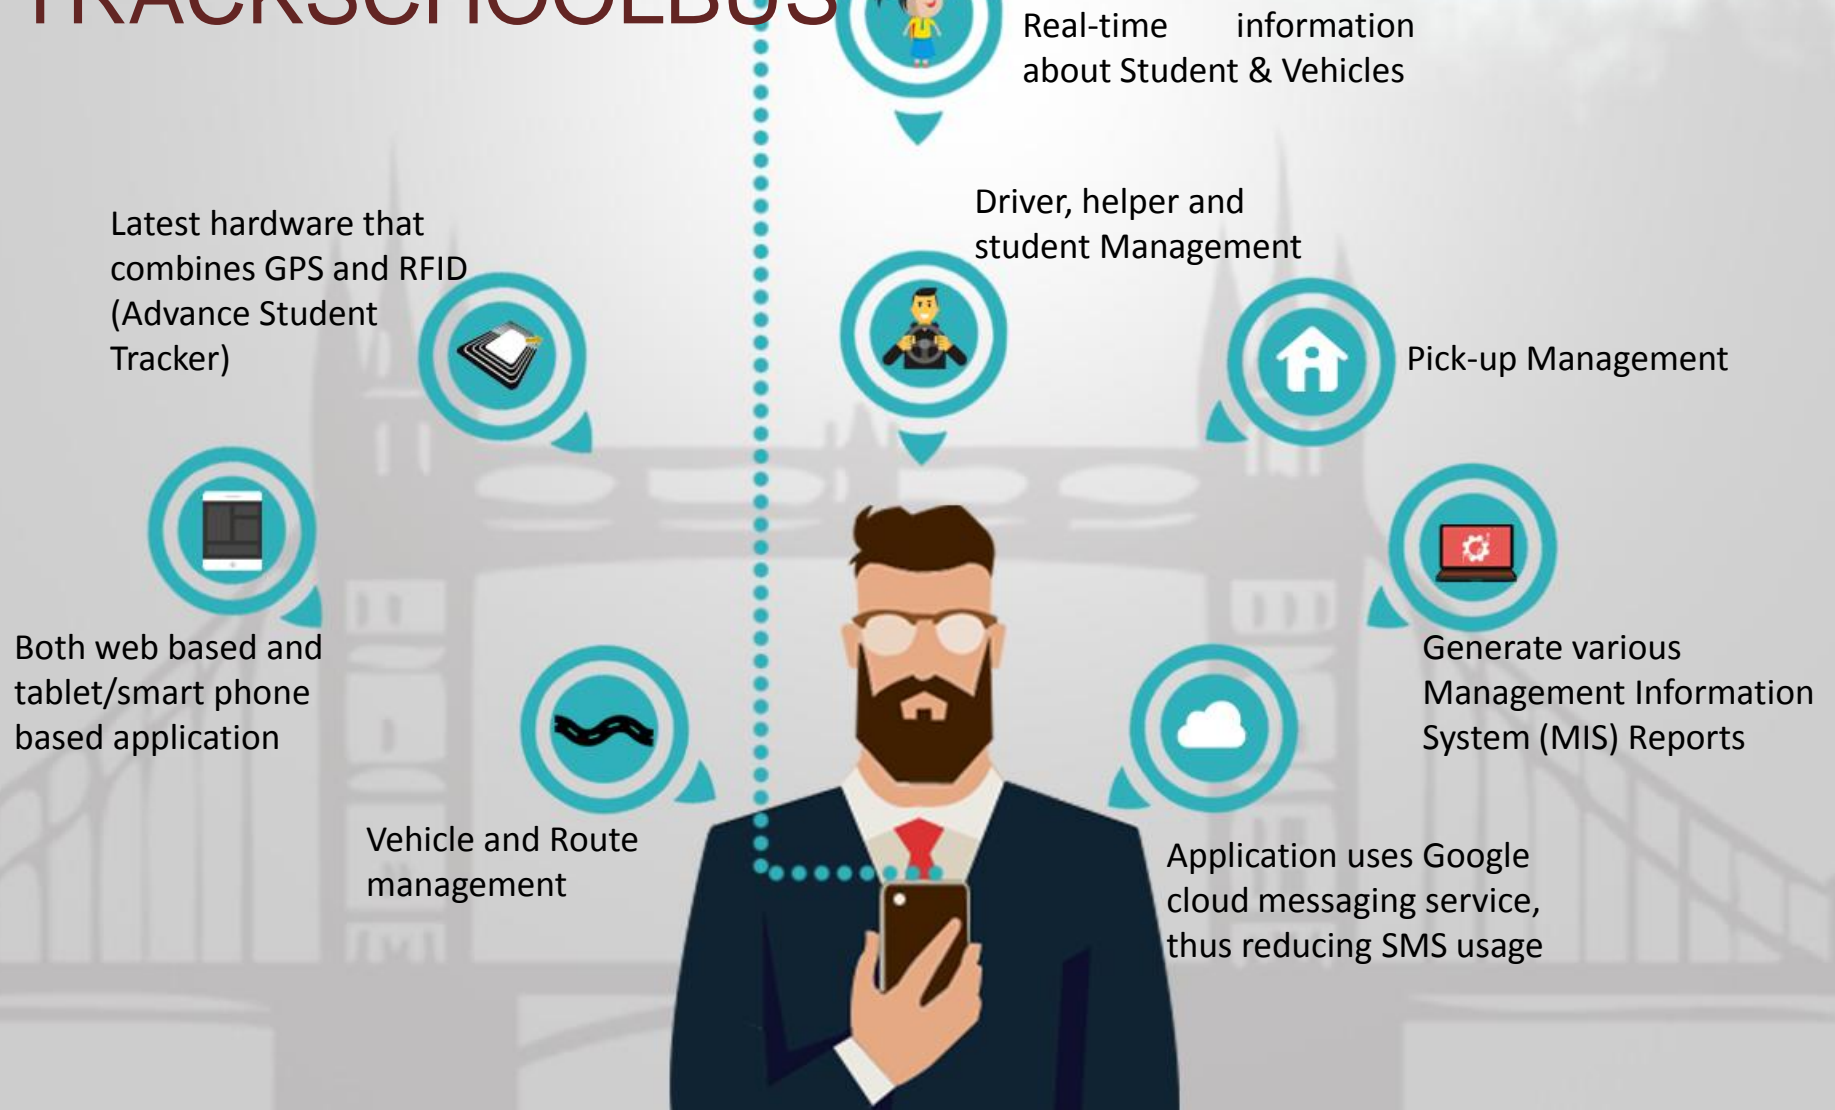 TRACKSCHOOLBUS
Real-time information
about Student & Vehicles
Driver, helper and
student Management
Latest hardware that
combines GPS and RFID
(Advance Student
Tracker)
Pick-up Management
Both web based and
tablet/smart phone
based application
Generate various
Management Information
System (MIS) Reports
Vehicle and Route
management
Application uses Google
cloud messaging service,
thus reducing SMS usage